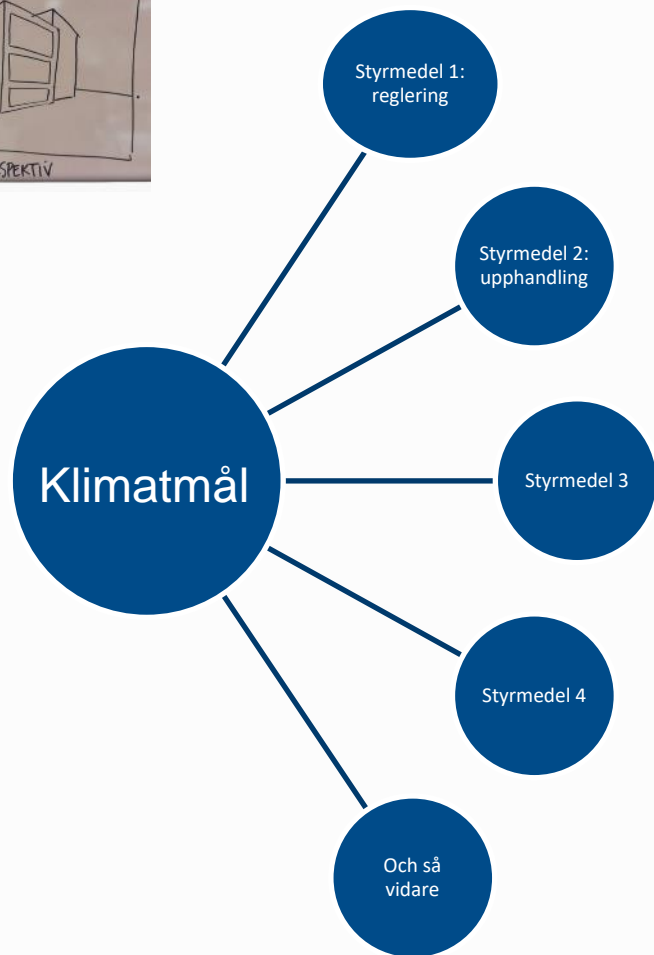 SPEKTIV
Styrmedel 1:
reglering
Styrmedel 2:
upphandling
Klimatmål
Styrmedel 3
Styrmedel 4
Och så
vidare